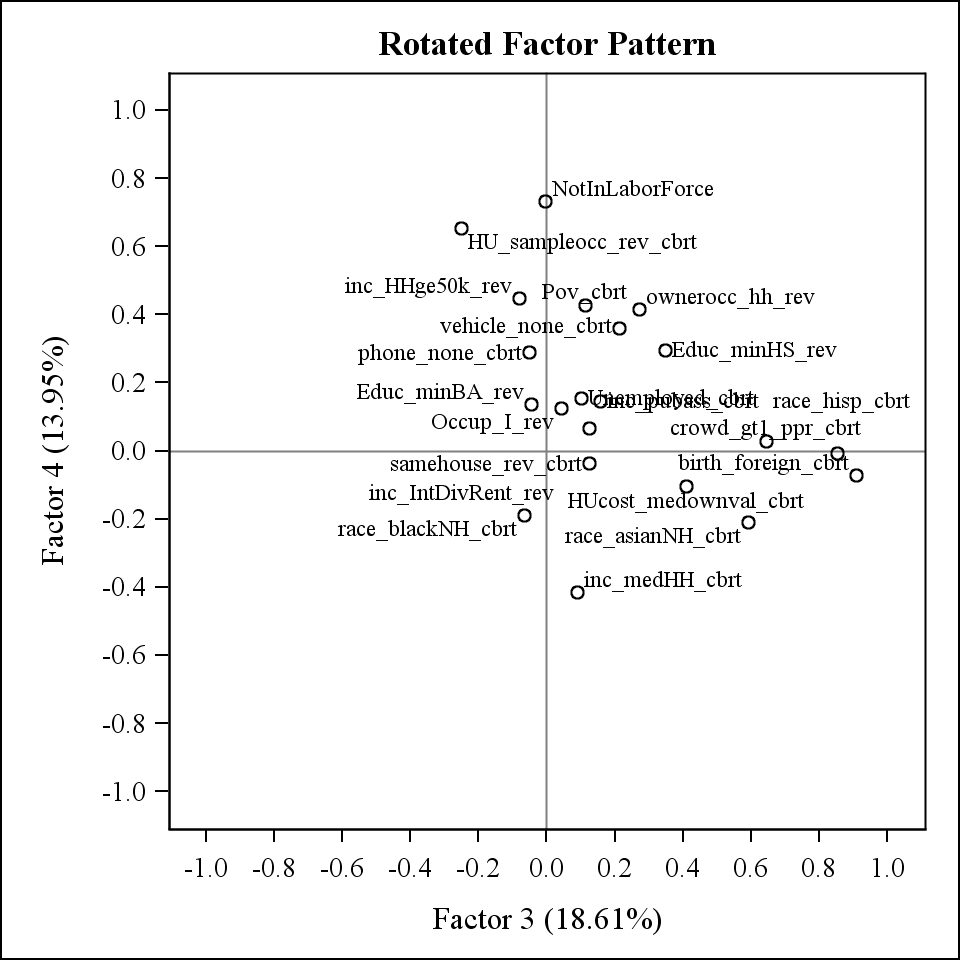 Rotated Factor Pattern
1.0
0.8
NotInLaborForce
0.6
HU_sampleocc_rev_cbrt
inc_HHge50k_rev
Pov_cbrt
ownerocc_hh_rev
0.4
vehicle_none_cbrt
phone_none_cbrt
Educ_minHS_rev
0.2
Educ_minBA_rev
Unemployed_cbrt
inc_pubass_cbrt
race_hisp_cbrt
Occup_I_rev
crowd_gt1_ppr_cbrt
0.0
samehouse_rev_cbrt
birth_foreign_cbrt
inc_IntDivRent_rev
HUcost_medownval_cbrt
-0.2
race_blackNH_cbrt
race_asianNH_cbrt
-0.4
inc_medHH_cbrt
-0.6
-0.8
-1.0
Factor 4 (13.95%)
-1.0 -0.8 -0.6 -0.4 -0.2 0.0 0.2 0.4 0.6 0.8 1.0
Factor 3 (18.61%)